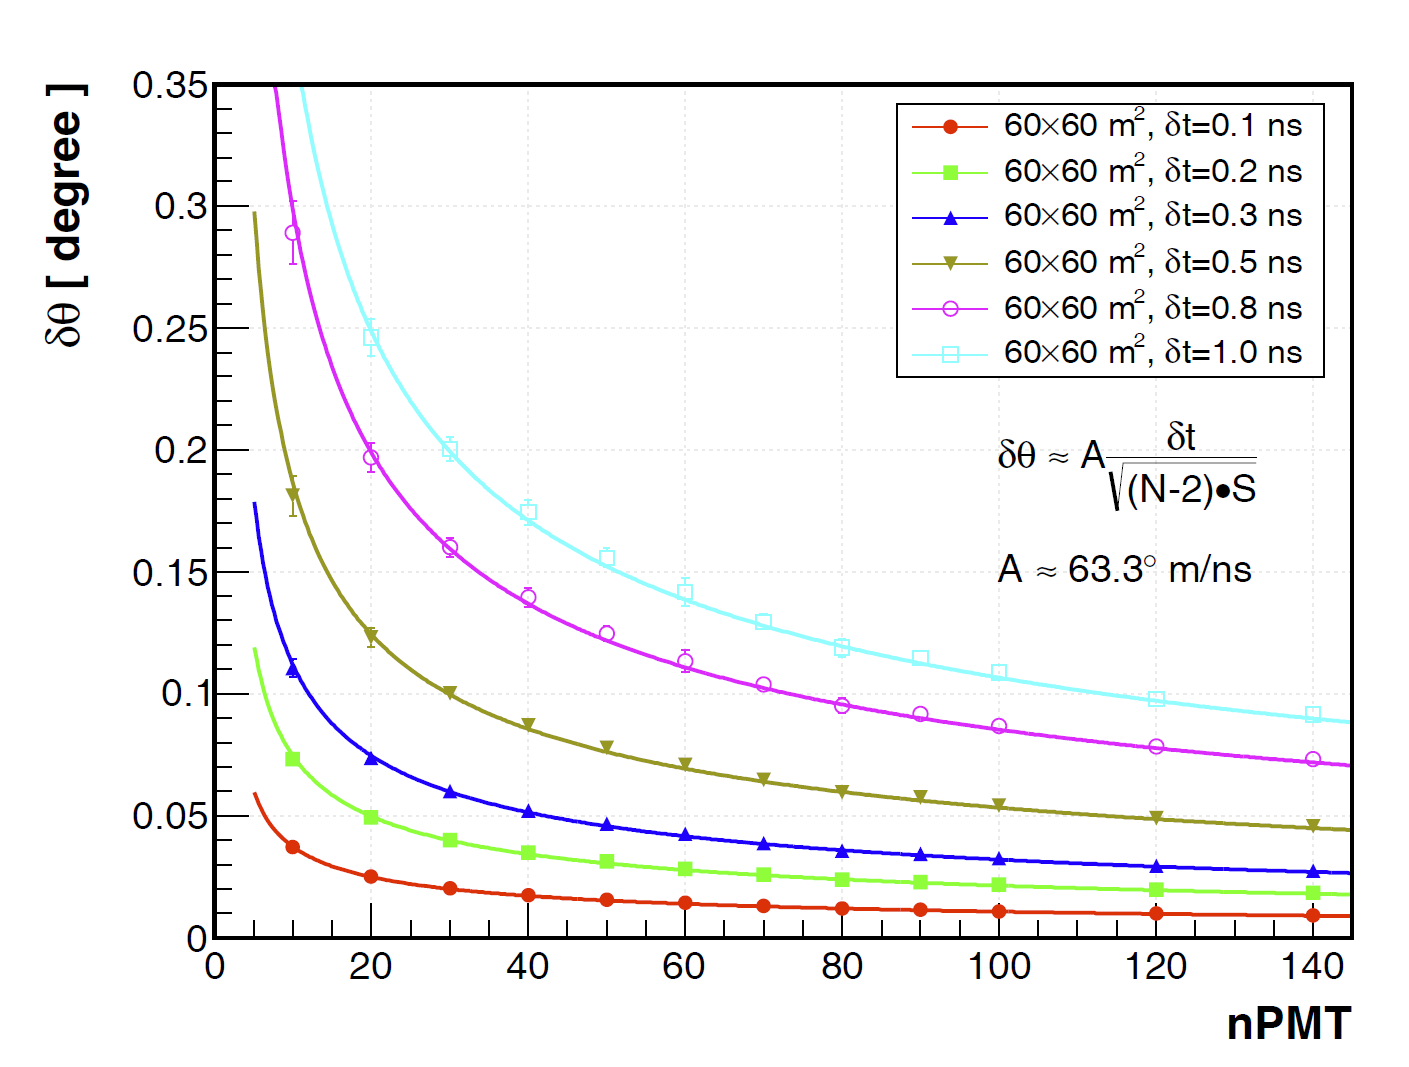 δθ [ degree ]
0.35
0.3
0.25
0.2
0.15
0.1
0.05
0
0 20 40 60 80 100 120 140
nPMT
60×60 m², δt=0.1 ns
60×60 m², δt=0.2 ns
60×60 m², δt=0.3 ns
60×60 m², δt=0.5 ns
60×60 m², δt=0.8 ns
60×60 m², δt=1.0 ns
δθ ≈ A δt
√(N-2)•S
A ≈ 63.3° m/ns